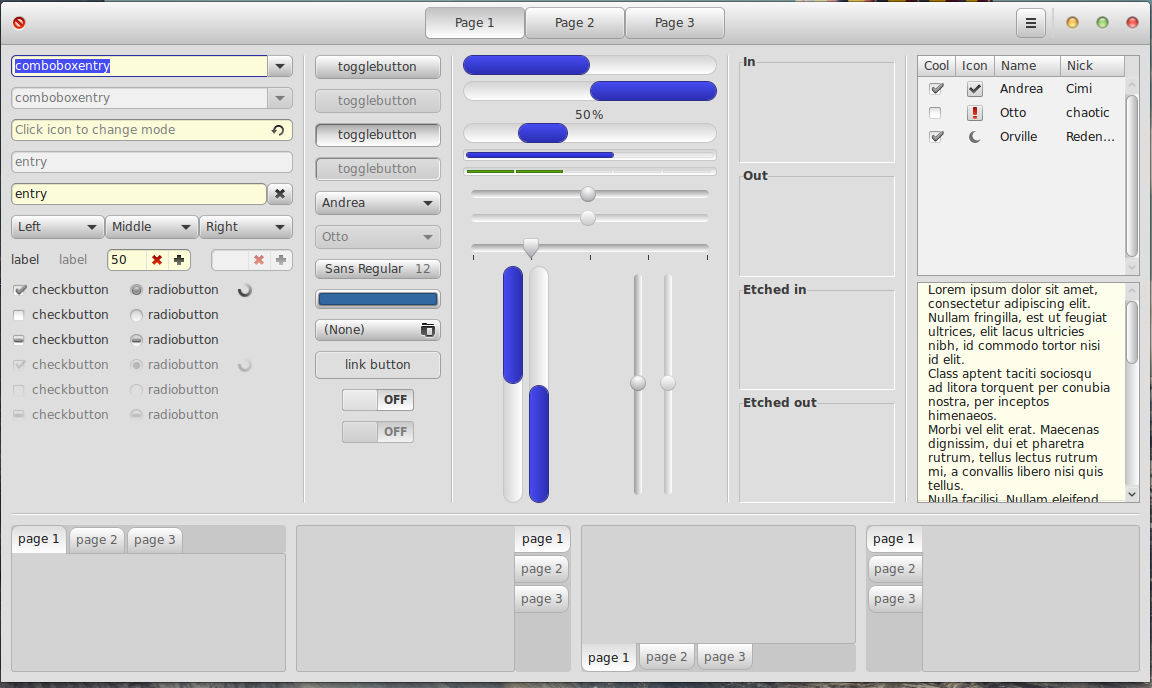 Page 1
Page 2
Page 3
comboboxentry
comboboxentry
Click icon to change mode
entry
entry
Left
Middle
Right
label
label
50
checkbutton
radiobutton
checkbutton
radiobutton
checkbutton
radiobutton
checkbutton
radiobutton
checkbutton
radiobutton
checkbutton
radiobutton
togglebutton
togglebutton
togglebutton
togglebutton
Andrea
Otto
Sans Regular 12
(None)
link button
OFF
OFF
50 %
In
Out
Etched in
Etched out
Cool Icon Name Nick
Andrea Cimi
Otto chaotic
Orville Reden...
Lorem ipsum dolor sit amet,
consectetur adipiscing elit.
Nullam fringilla, est ut feugiat
ultrices, elit lacus ultricies
nibh, id commodo tortor nisi
id elit.
Class aptent taciti sociosqu
ad litora torquent per conubia
nostra, per inceptos
himenaeos.
Morbi vel elit erat. Maecenas
dignissim, dui et pharetra
rutrum, tellus lectus rutrum
mi, a convallis libero nisi quis
tellus.
Nulla facilisi. Nullam eleifend
page 1
page 2
page 3
page 1
page 2
page 3
page 1
page 2
page 3
page 1
page 2
page 3